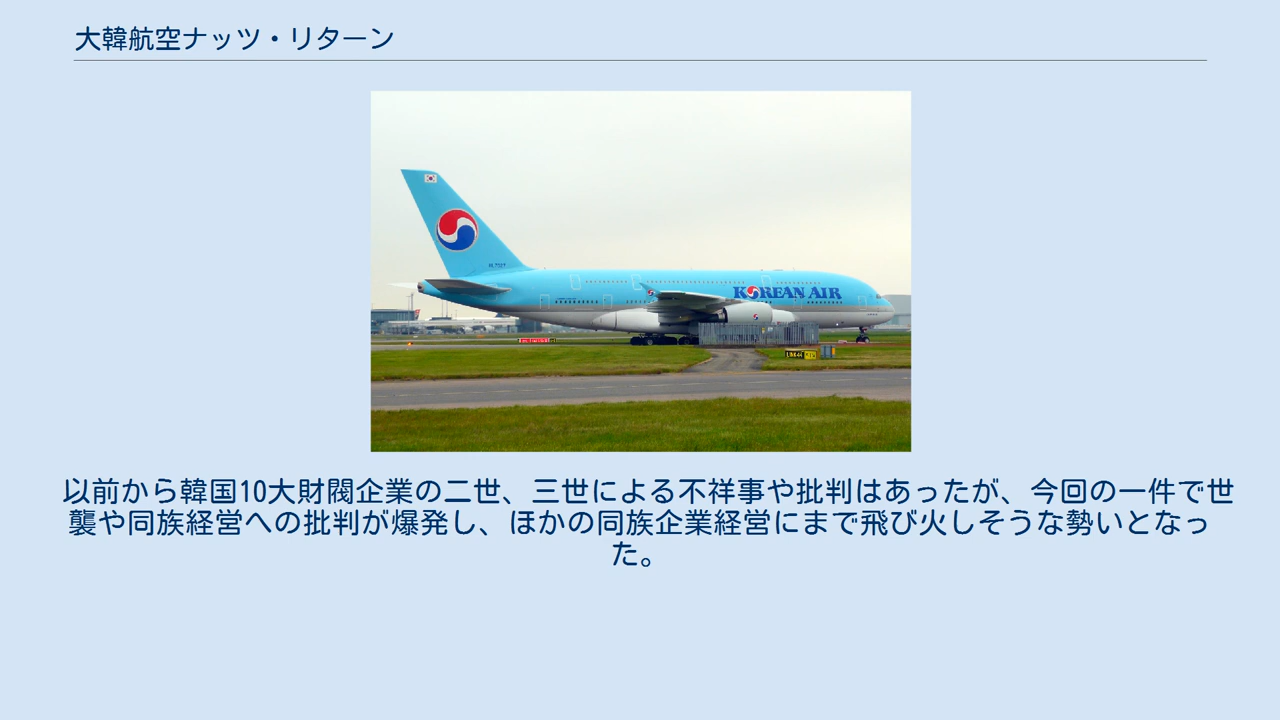 大韓航空ナッツ・リターン
KOREAN AIR
以前から韓国10大財閥企業の二世、三世による不祥事や批判はあったが、今回の一件で世
襲や同族経営への批判が爆発し、ほかの同族企業経営にまで飛び火しそうな勢いとなっ
た。